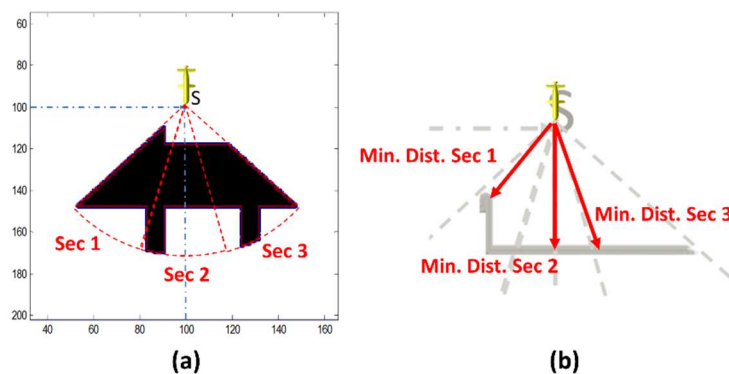 60
80
100
120
140
160
180
200
40
60
80
100
120
140
160
S
Sec 1
Sec 2
Sec 3
(a)
S
Min. Dist. Sec 1
Min. Dist. Sec 3
Min. Dist. Sec 2
(b)